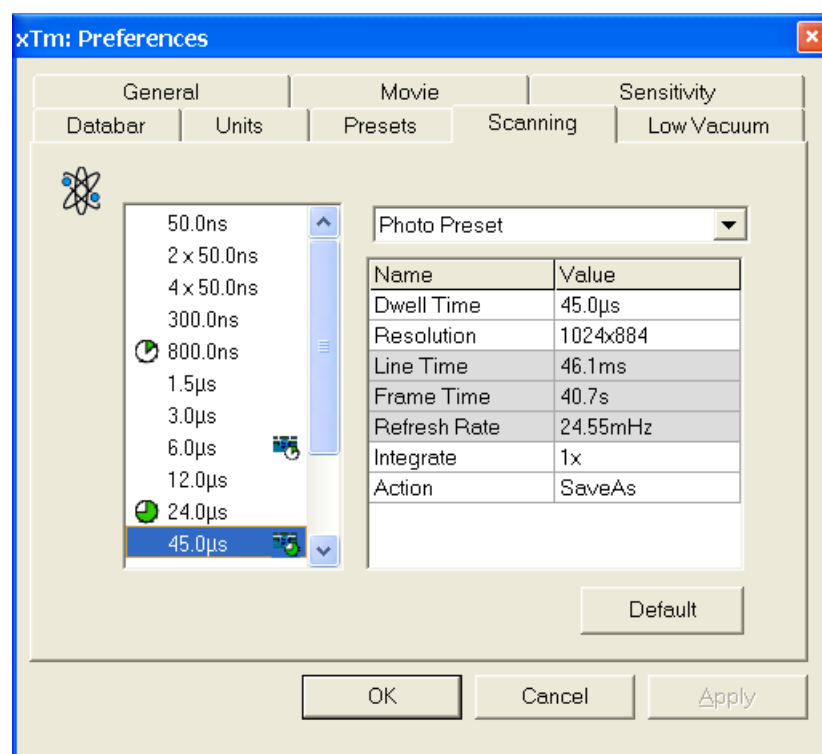 xTm: Preferences
General Movie Sensitivity
Databar Units Presets Scanning Low Vacuum
50.0ns
2 x 50.0ns
4 x 50.0ns
300.0ns
800.0ns
1.5µs
3.0µs
6.0µs
12.0µs
24.0µs
45.0µs
Photo Preset
Name Value
Dwell Time 45.0µs
Resolution 1024x884
Line Time 46.1ms
Frame Time 40.7s
Refresh Rate 24.55mHz
Integrate 1x
Action SaveAs
Default
OK Cancel Apply